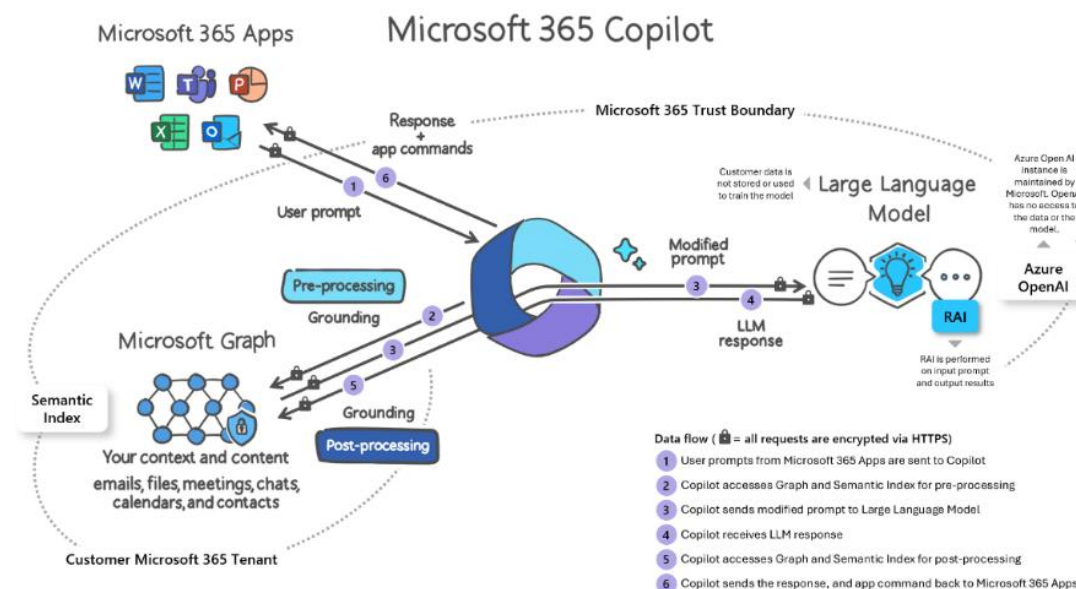 Microsoft 365 Copilot
Microsoft 365 Apps
W
T
P
X
O
Response
+
app commands
6
1
User prompt
Microsoft 365 Trust Boundary
Customer data is
not stored or used
to train the model
Large Language
Model
Azure Open AI
instance is
maintained by
Microsoft. OpenA
has no access to
the data or the
model.
Azure
OpenAI
Modified
prompt
3
4
LLM
response
RAI
RAI is performed
on input prompt
and output results
Pre-processing
Grounding
2
3
5
Grounding
Post-processing
Microsoft Graph
Semantic
Index
Your context and content
emails, files, meetings, chats,
calendars, and contacts
Customer Microsoft 365 Tenant
Data flow ( = all requests are encrypted via HTTPS)
1 User prompts from Microsoft 365 Apps are sent to Copilot
2 Copilot accesses Graph and Semantic Index for pre-processing
3 Copilot sends modified prompt to Large Language Model
4 Copilot receives LLM response
5 Copilot accesses Graph and Semantic Index for post-processing
6 Copilot sends the response, and app command back to Microsoft 365 Apps